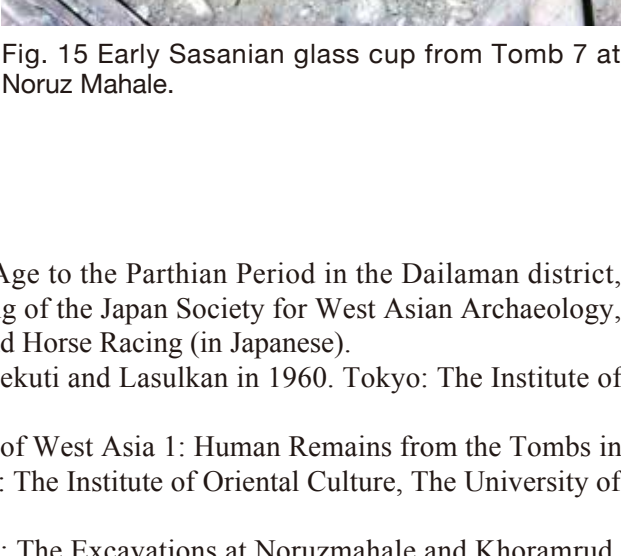 Fig. 15 Early Sasanian glass cup from Tomb 7 at
Noruz Mahale.
Age to the Parthian Period in the Dailaman district,
g of the Japan Society for West Asian Archaeology,
d Horse Racing (in Japanese).
ekuti and Lasulkan in 1960. Tokyo: The Institute of
of West Asia 1: Human Remains from the Tombs in
: The Institute of Oriental Culture, The University of
: The Excavations at Noruzmahale and Khoramrud,